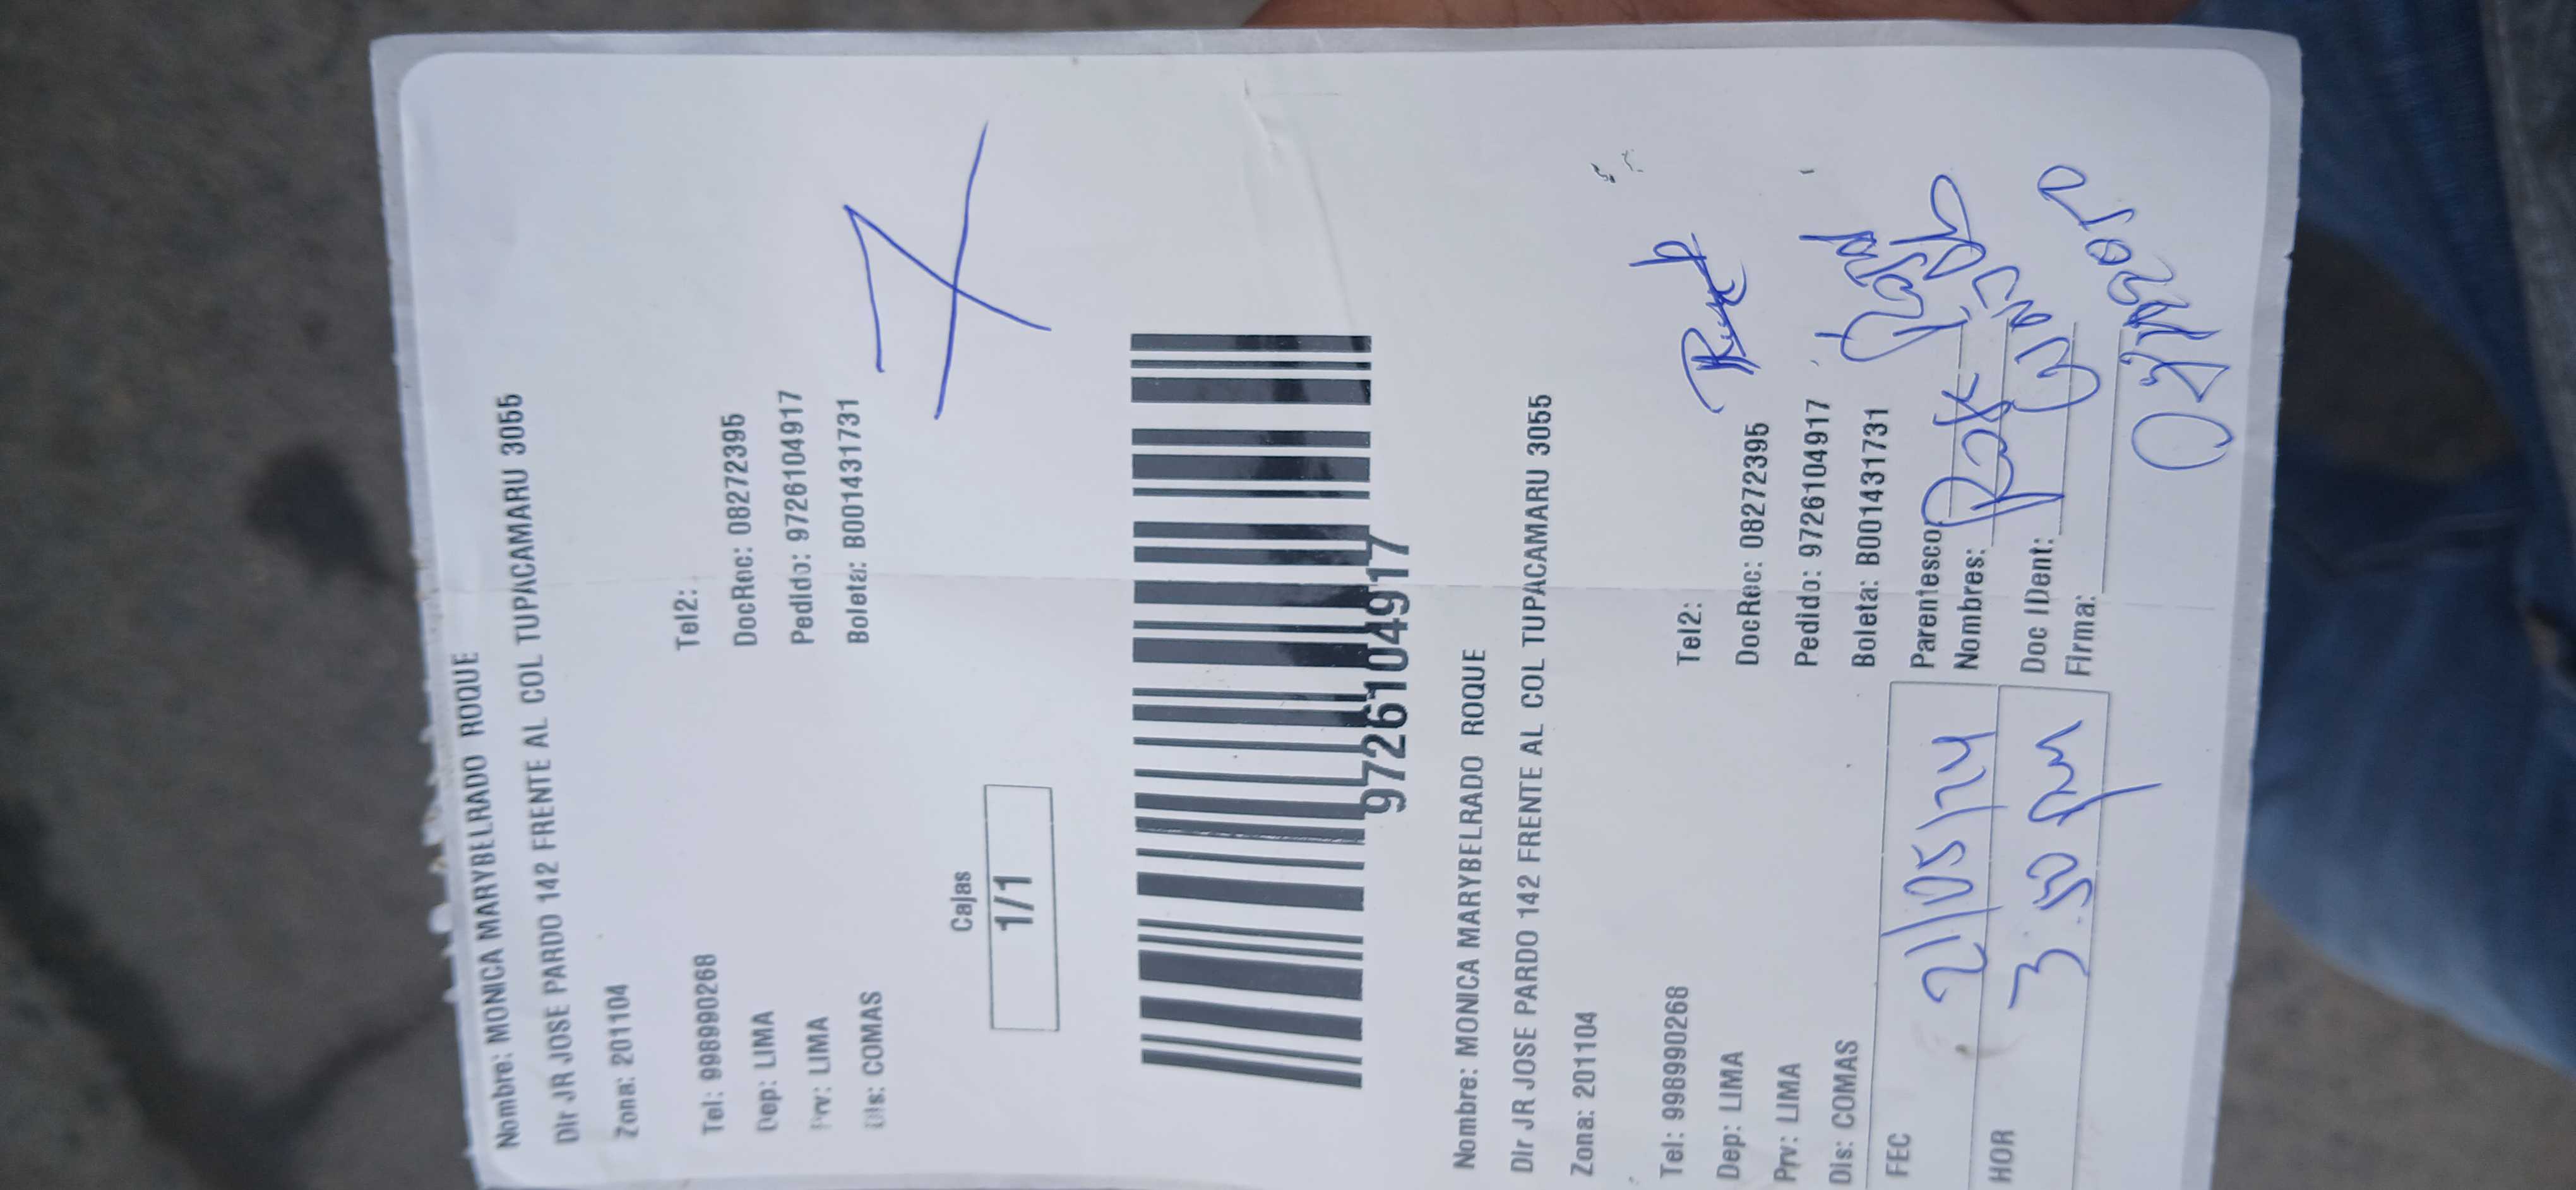 Nombre: MONICA MARYBELRADO ROQUE
Dir JR JOSE PARDO 142 FRENTE AL COL TUPACAMARU 3055
Zona: 201104
Tel: 998990268 Tel2:
Dep: LIMA DocRec: 08272395
Prv: LIMA Pedido: 9726104917
Dis: COMAS Boleta: B001431731
7
Cajas
1/1
9726104917
Nombre: MONICA MARYBELRADO ROQUE
Dir JR JOSE PARDO 142 FRENTE AL COL TUPACAMARU 3055
Zona: 201104
Tel: 998990268 Tel2:
Dep: LIMA DocRec: 08272395
Prv: LIMA Pedido: 9726104917
Dis: COMAS Boleta: B001431731
FEC 21/05/24 Parentesco
Nombres:
HOR 3:50 pm Doc IDent:
Firma: